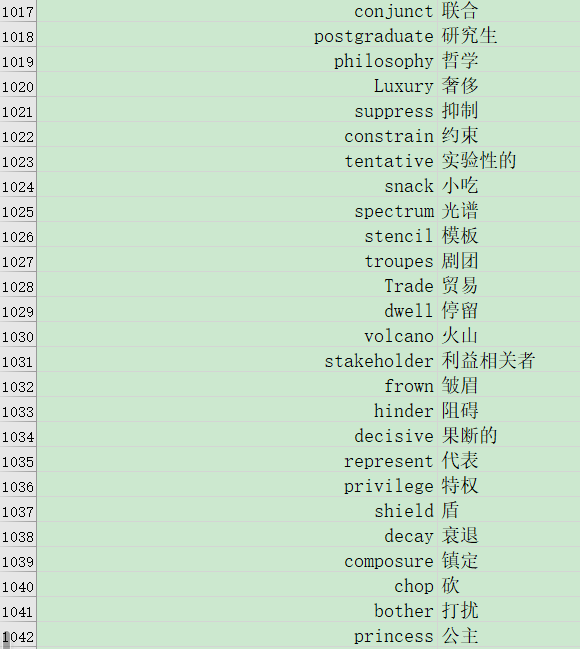 1017 conjunct 联合
1018 postgraduate 研究生
1019 philosophy 哲学
1020 Luxury 奢侈
1021 suppress 抑制
1022 constrain 约束
1023 tentative 实验性的
1024 snack 小吃
1025 spectrum 光谱
1026 stencil 模板
1027 troupes 剧团
1028 Trade 贸易
1029 dwell 停留
1030 volcano 火山
1031 stakeholder 利益相关者
1032 frown 皱眉
1033 hinder 阻碍
1034 decisive 果断的
1035 represent 代表
1036 privilege 特权
1037 shield 盾
1038 decay 衰退
1039 composure 镇定
1040 chop 砍
1041 bother 打扰
1042 princess 公主